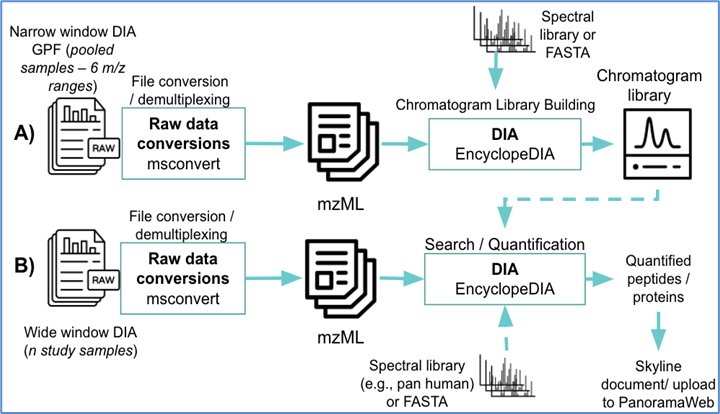 Narrow window DIA
GPF (pooled
samples – 6 m/z
ranges)
A)
RAW
File conversion
/ demultiplexing
Raw data
conversions
msconvert
mzML
Spectral
library or
FASTA
Chromatogram Library Building
DIA
EncyclopeDIA
Chromatogram
library
B)
RAW
File conversion /
demultiplexing
Raw data
conversions
msconvert
mzML
Search / Quantification
DIA
EncyclopeDIA
Quantified
peptides /
proteins
Wide window DIA
(n study samples)
Spectral library
(e.g., pan human)
or FASTA
Skyline
document/ upload
to PanoramaWeb